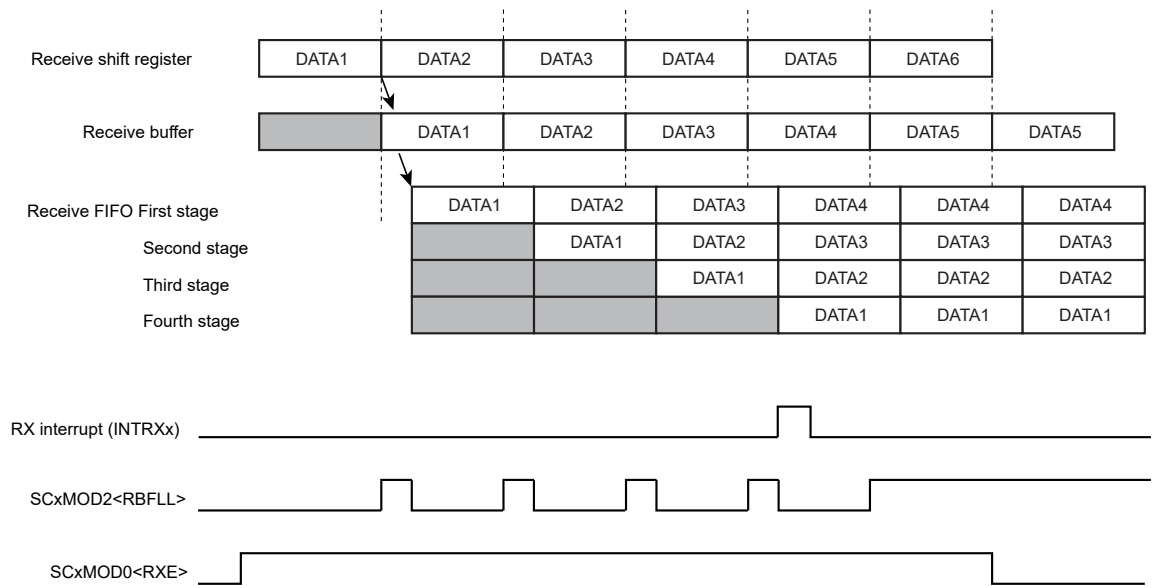 Receive shift register DATA1 DATA2 DATA3 DATA4 DATA5 DATA6
Receive buffer DATA1 DATA2 DATA3 DATA4 DATA5 DATA5
Receive FIFO First stage DATA1 DATA2 DATA3 DATA4 DATA4 DATA4
Second stage DATA1 DATA2 DATA3 DATA3 DATA3
Third stage DATA1 DATA2 DATA2 DATA2
Fourth stage DATA1 DATA1 DATA1
RX interrupt (INTRXx)
SCxMOD2<RBFLL>
SCxMOD0<RXE>